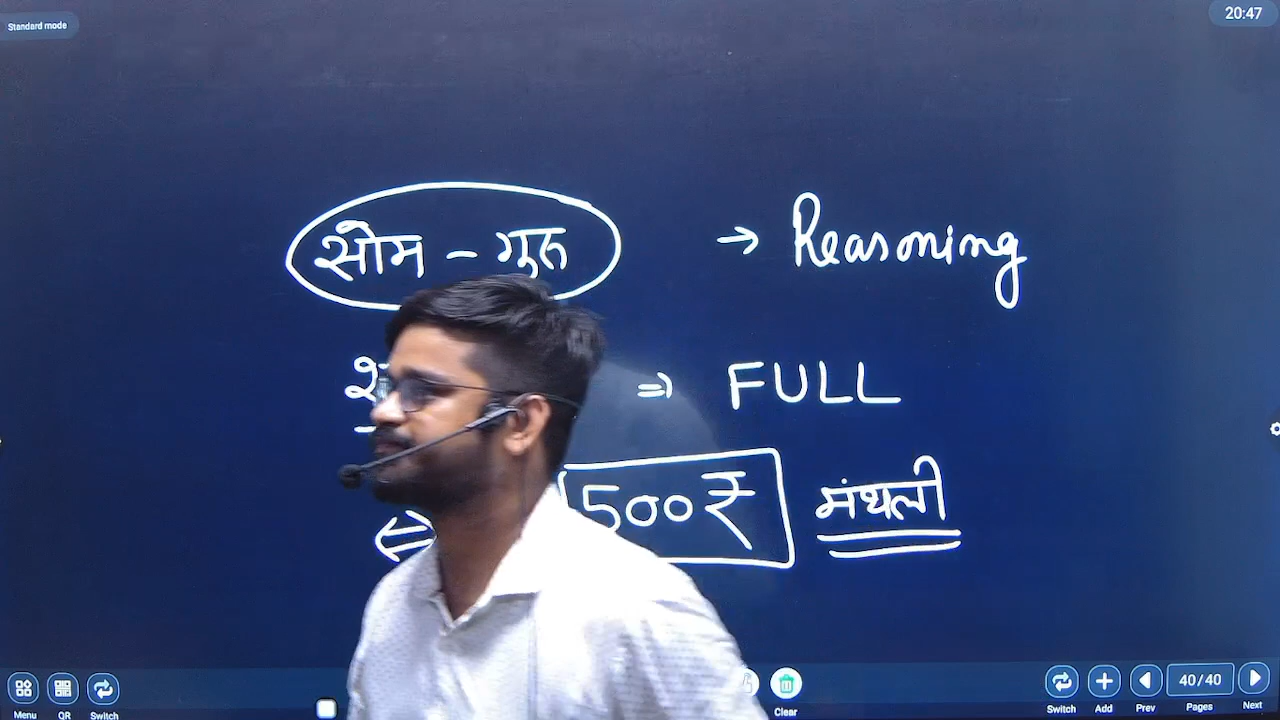 Standard mode
20:47
सोम - गुरु → Reasoning
⇒ FULL
500₹ मंथली
Menu QR Switch Clear Switch Add Prev 40/40 Pages Next